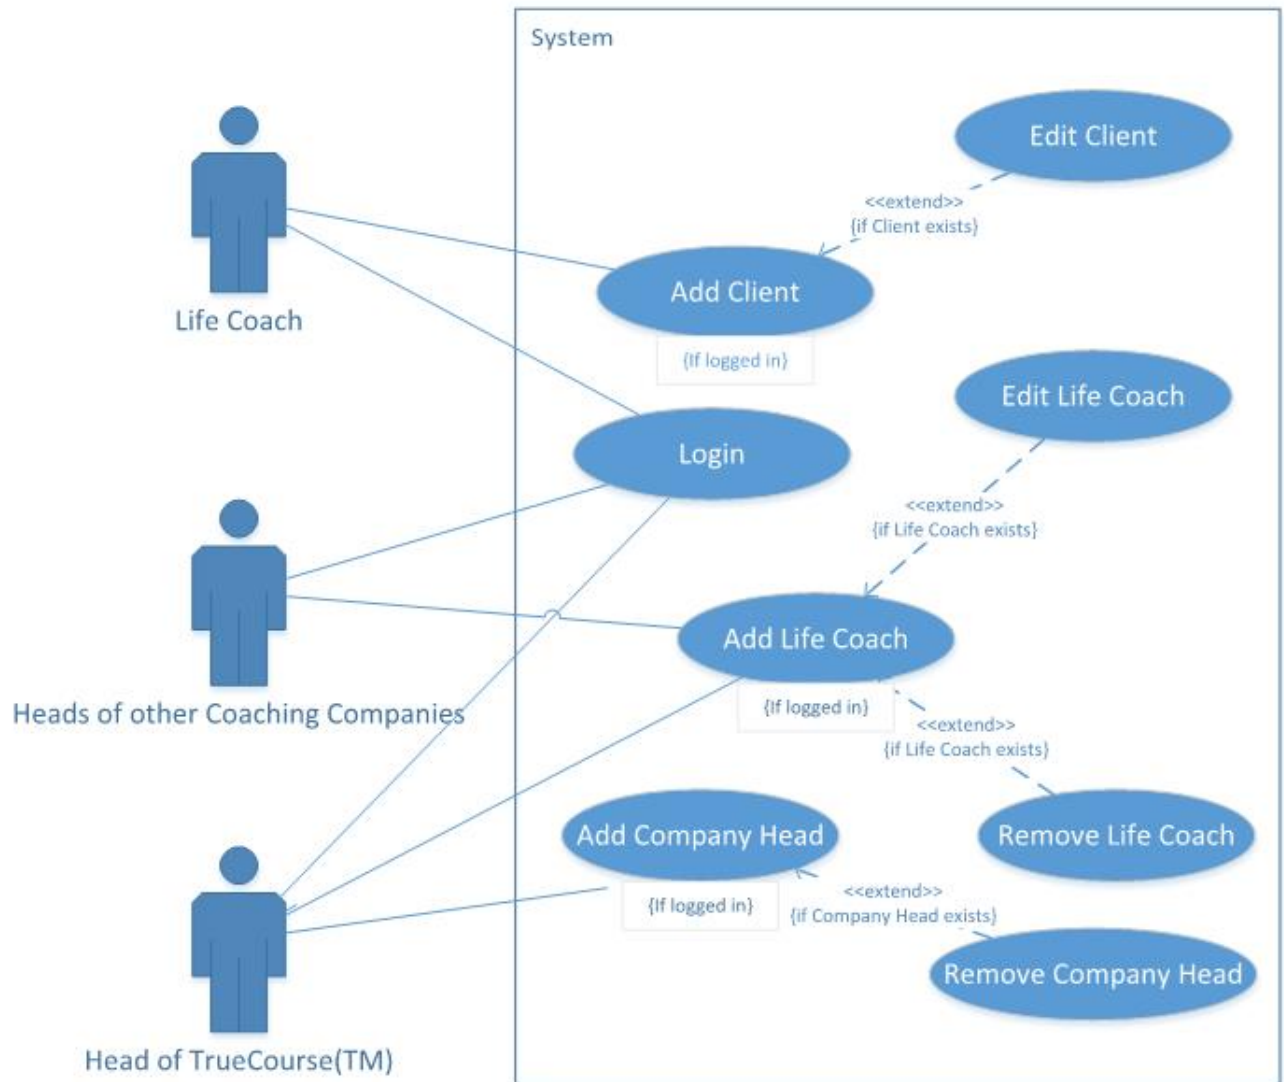 System
Edit Client
<<extend>>
{if Client exists}
Add Client
{If logged in}
Life Coach
Edit Life Coach
Login
<<extend>>
{if Life Coach exists}
Add Life Coach
{If logged in}
Heads of other Coaching Companies
<<extend>>
{if Life Coach exists}
Add Company Head
Remove Life Coach
{If logged in}
<<extend>>
{if Company Head exists}
Remove Company Head
Head of TrueCourse(TM)